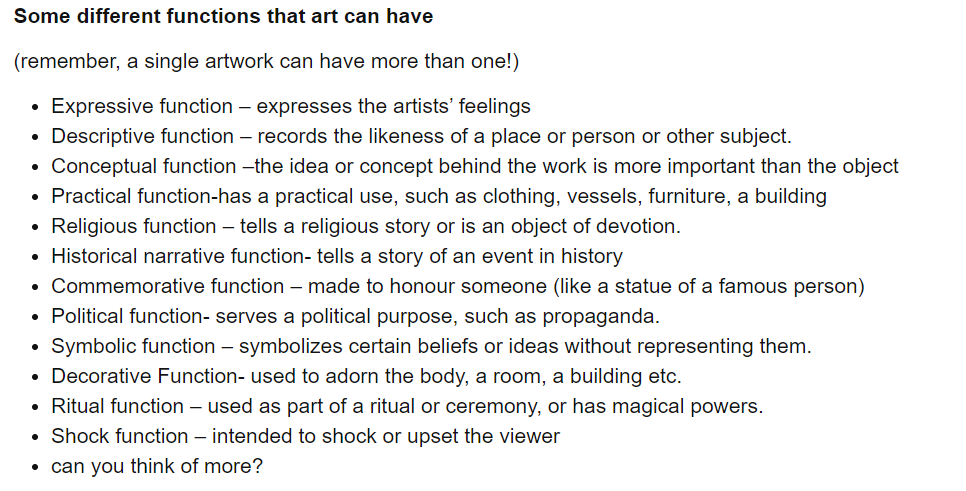 Some different functions that art can have
(remember, a single artwork can have more than one!)
• Expressive function – expresses the artists’ feelings
• Descriptive function – records the likeness of a place or person or other subject.
• Conceptual function –the idea or concept behind the work is more important than the object
• Practical function-has a practical use, such as clothing, vessels, furniture, a building
• Religious function – tells a religious story or is an object of devotion.
• Historical narrative function- tells a story of an event in history
• Commemorative function – made to honour someone (like a statue of a famous person)
• Political function- serves a political purpose, such as propaganda.
• Symbolic function – symbolizes certain beliefs or ideas without representing them.
• Decorative Function- used to adorn the body, a room, a building etc.
• Ritual function – used as part of a ritual or ceremony, or has magical powers.
• Shock function – intended to shock or upset the viewer
• can you think of more?